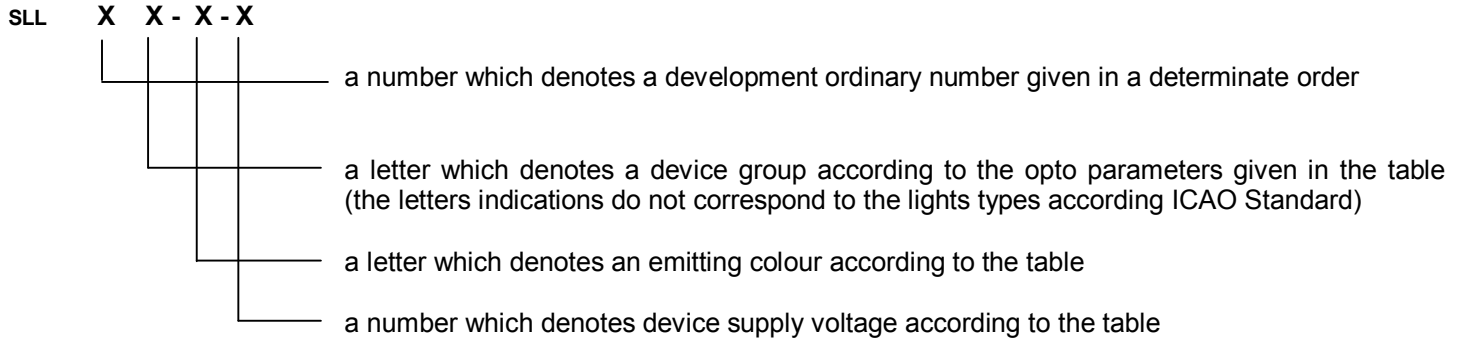 SLL X X - X - X
a number which denotes a development ordinary number given in a determinate order
a letter which denotes a device group according to the opto parameters given in the table
(the letters indications do not correspond to the lights types according ICAO Standard)
a letter which denotes an emitting colour according to the table
a number which denotes device supply voltage according to the table